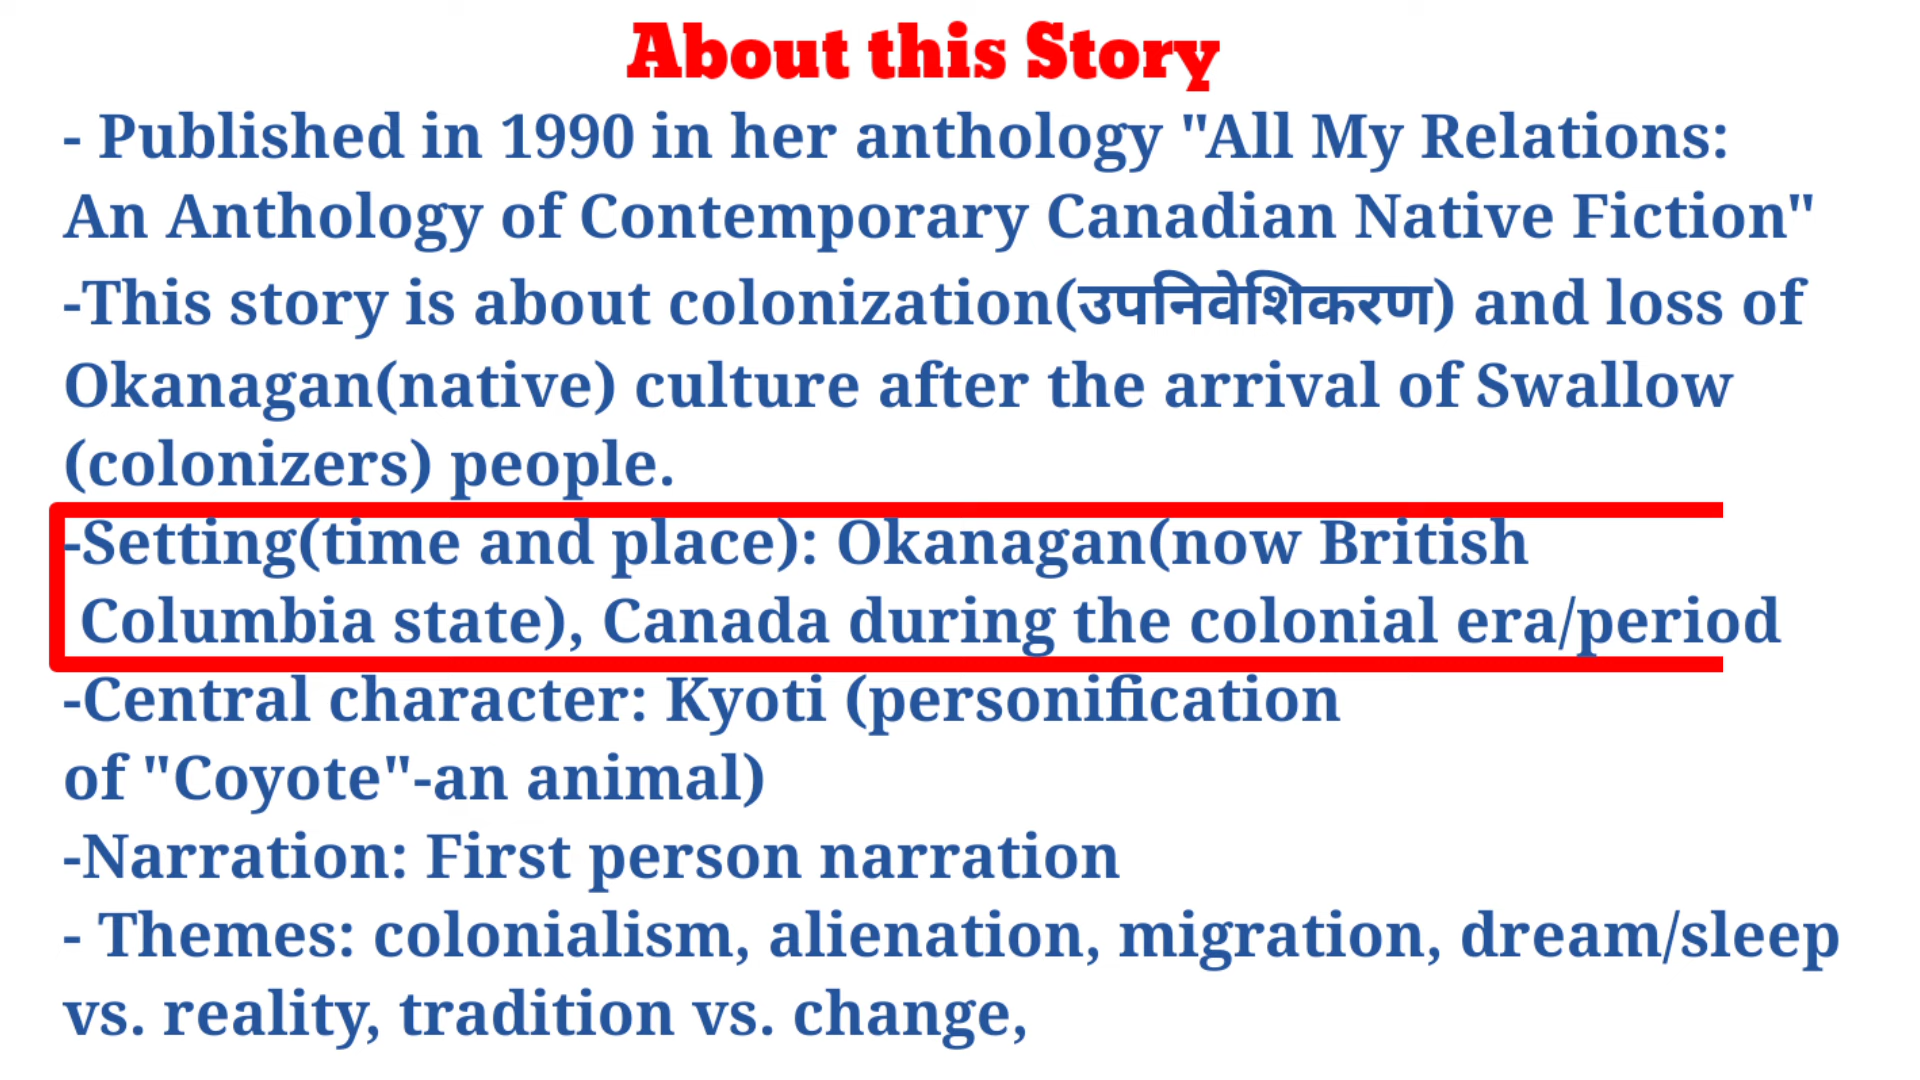 About this Story
- Published in 1990 in her anthology "All My Relations:
An Anthology of Contemporary Canadian Native Fiction"
-This story is about colonization(उपनिवेशिकरण) and loss of
Okanagan(native) culture after the arrival of Swallow
(colonizers) people.
-Setting(time and place): Okanagan(now British
Columbia state), Canada during the colonial era/period
-Central character: Kyoti (personification
of "Coyote"-an animal)
-Narration: First person narration
- Themes: colonialism, alienation, migration, dream/sleep
vs. reality, tradition vs. change,